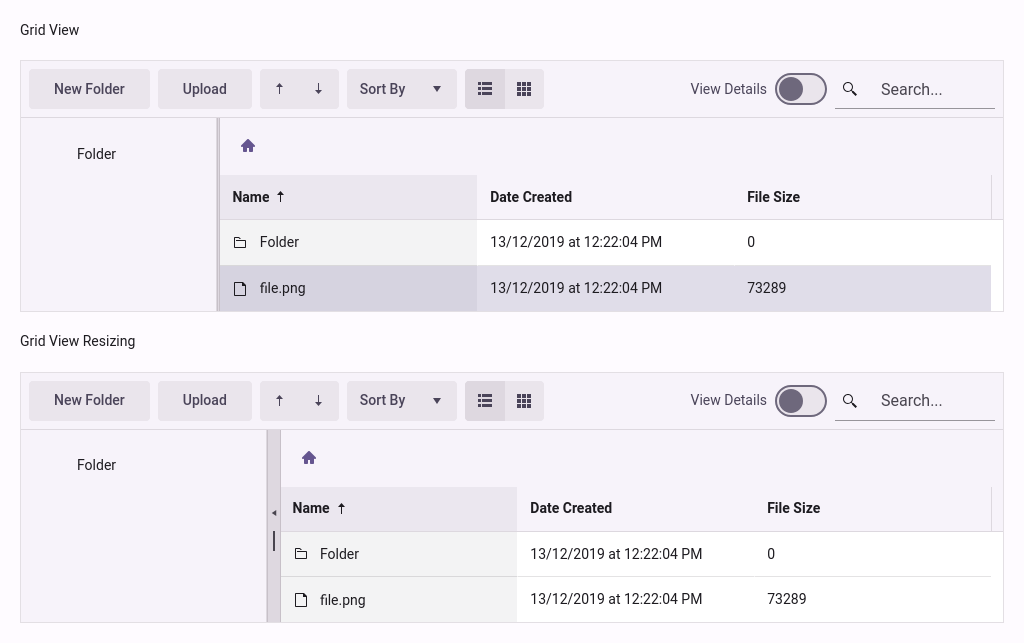 Grid View
New Folder Upload Sort By View Details Search...
Folder
Name Date Created File Size
Folder 13/12/2019 at 12:22:04 PM 0
file.png 13/12/2019 at 12:22:04 PM 73289
Grid View Resizing
New Folder Upload Sort By View Details Search...
Folder
Name Date Created File Size
Folder 13/12/2019 at 12:22:04 PM 0
file.png 13/12/2019 at 12:22:04 PM 73289